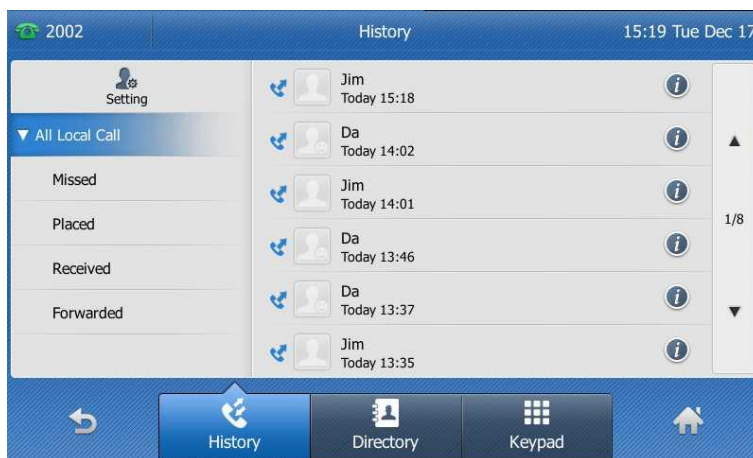 2002
History
15:19 Tue Dec 17
Setting
All Local Call
Missed
Placed
Received
Forwarded
Jim
Today 15:18
Da
Today 14:02
Jim
Today 14:01
Da
Today 13:46
Da
Today 13:37
Jim
Today 13:35
1/8
History
Directory
Keypad